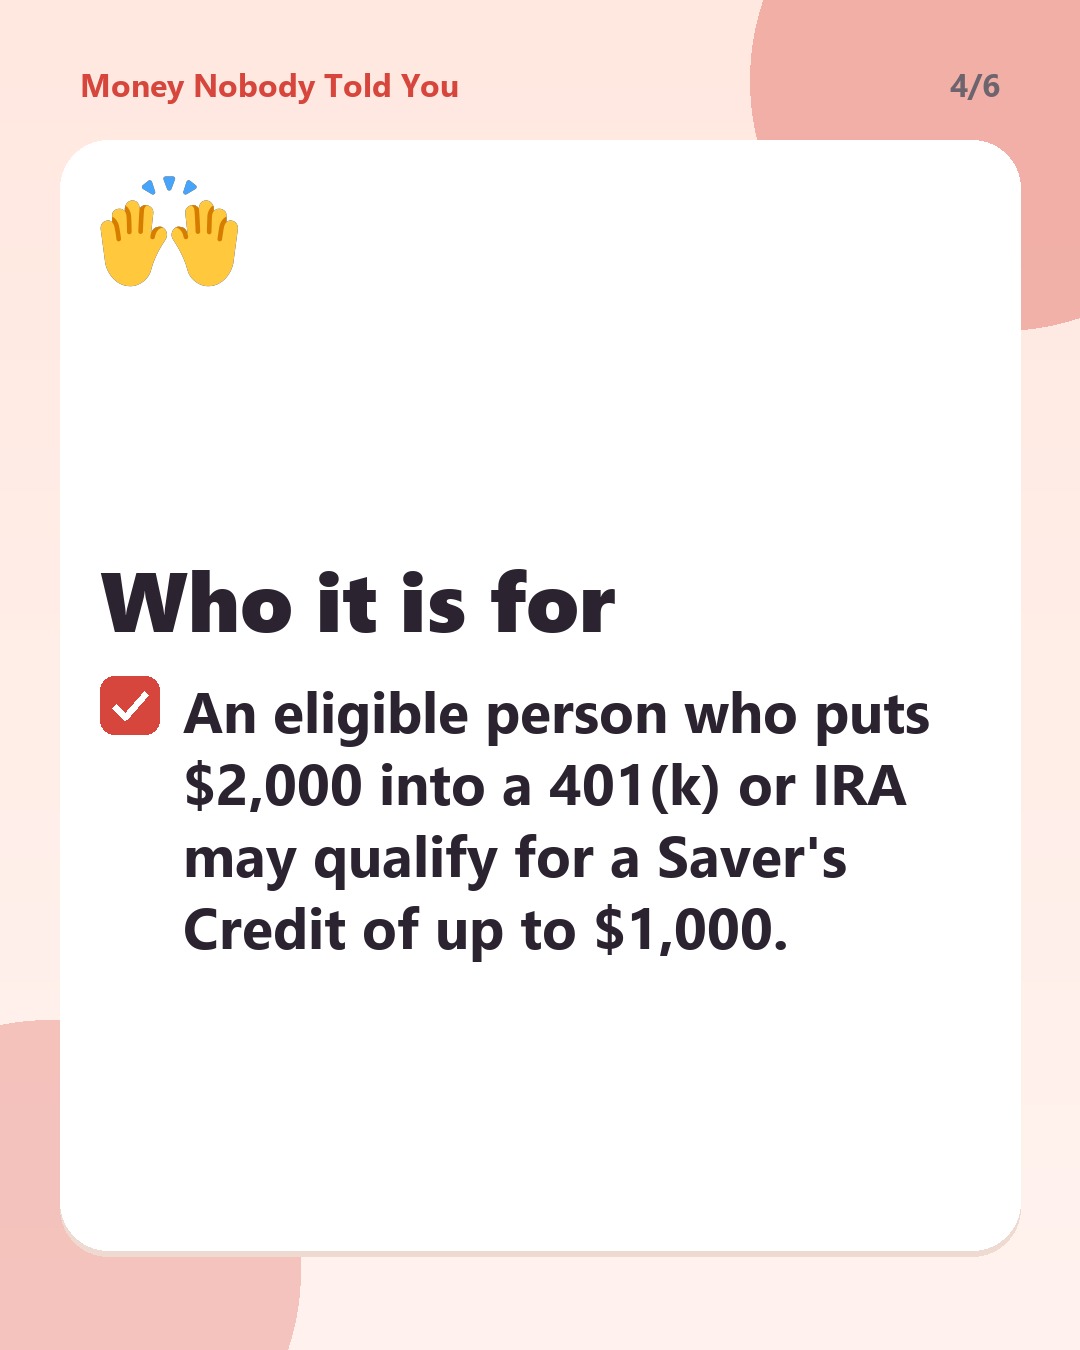 Money Nobody Told You
4/6
Who it is for
An eligible person who puts
$2,000 into a 401(k) or IRA
may qualify for a Saver's
Credit of up to $1,000.